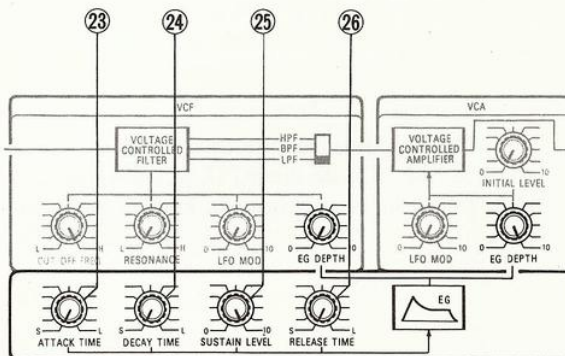 23 24 25 26
VCF VCA
VOLTAGE CONTROLLED FILTER
HPF
BPF
LPF
VOLTAGE CONTROLLED AMPLIFIER
0 10
INITIAL LEVEL
L H L H 0 10 0 0 0 10 0 10
CUT OFF FREQ RESONANCE LFO MOD EG DEPTH LFO MOD EG DEPTH
EG
S L S L 0 10 S L
ATTACK TIME DECAY TIME SUSTAIN LEVEL RELEASE TIME